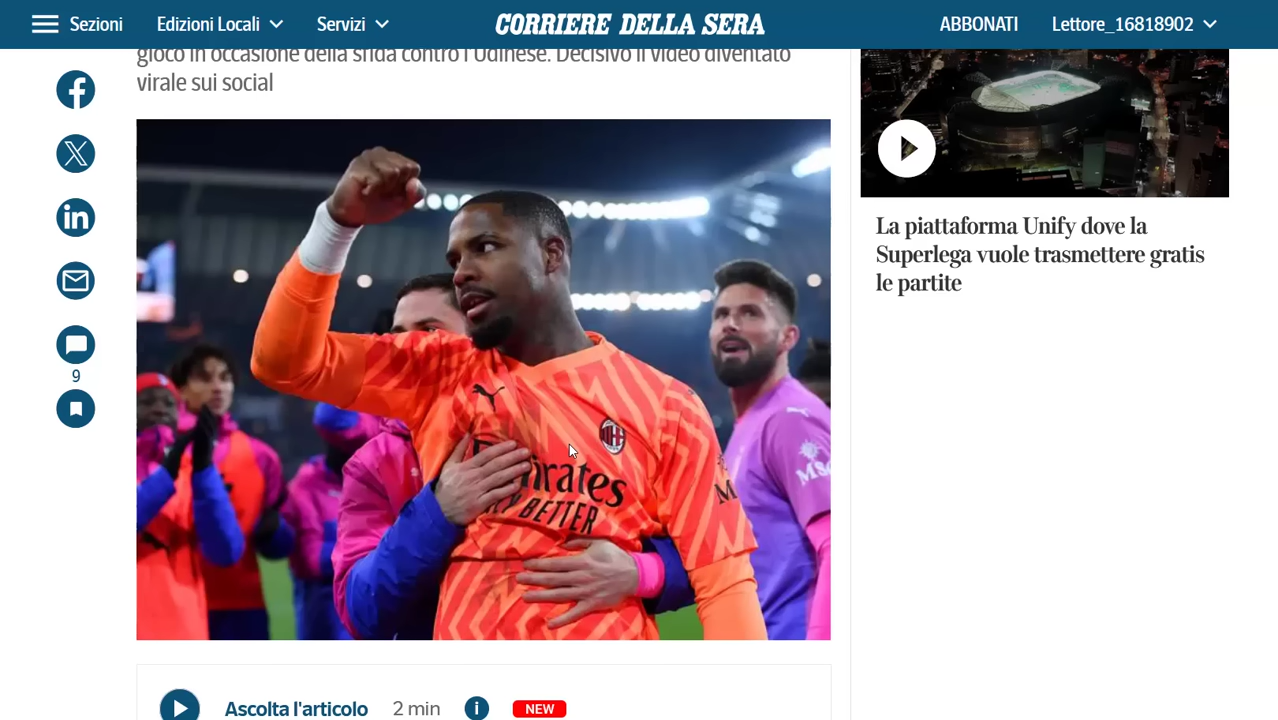 Sezioni
Edizioni Locali
Servizi
CORRIERE DELLA SERA
ABBONATI
Lettore_16818902
gioco in occasione della sfida contro l'Udinese. Decisivo il video diventato
virale sui social
9
Emirates
FLY BETTER
M
MSC
La piattaforma Unify dove la
Superlega vuole trasmettere gratis
le partite
Ascolta l'articolo
2 min
i
NEW